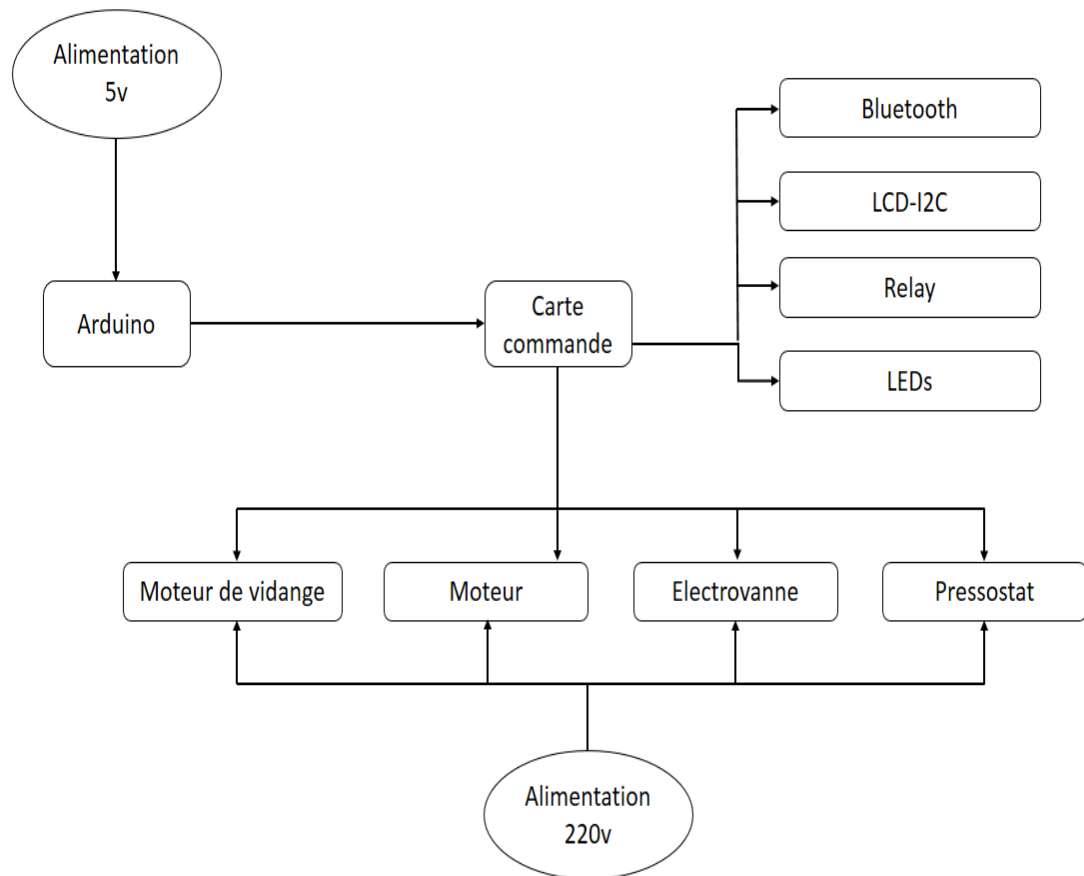 Alimentation
5v
Bluetooth
LCD-I2C
Relay
LEDs
Arduino
Carte
commande
Moteur de vidange
Moteur
Electrovanne
Pressostat
Alimentation
220v